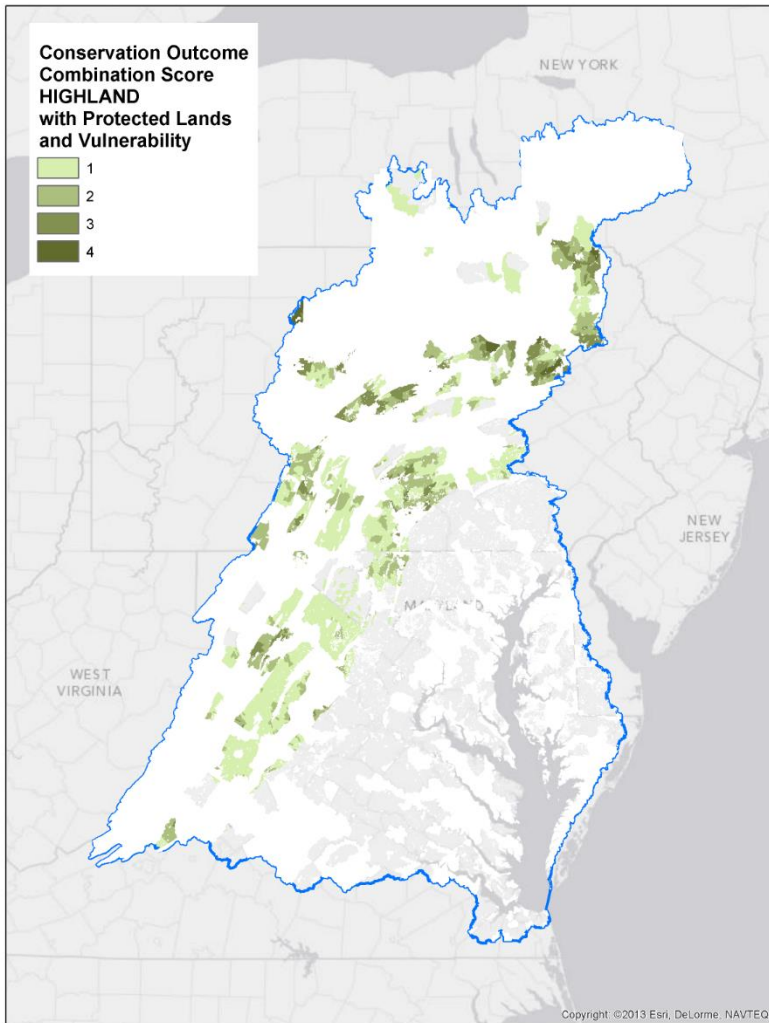 Conservation Outcome
Combination Score
HIGHLAND
with Protected Lands
and Vulnerability
1
2
3
4
NEW YORK
NEW
JERSEY
MARYLAND
WEST
VIRGINIA
Copyright: ©2013 Esri, DeLorme, NAVTEQ